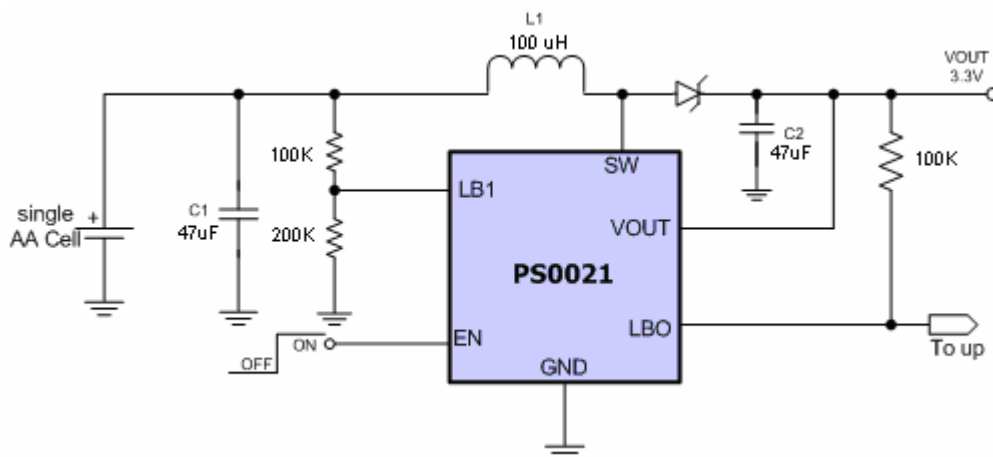 L1
100 uH
VOUT
3.3V
100K
LB1
SW
C2
47uF
100K
single
AA Cell
+
C1
47uF
200K
VOUT
PS0021
LBO
To up
OFF
ON
EN
GND